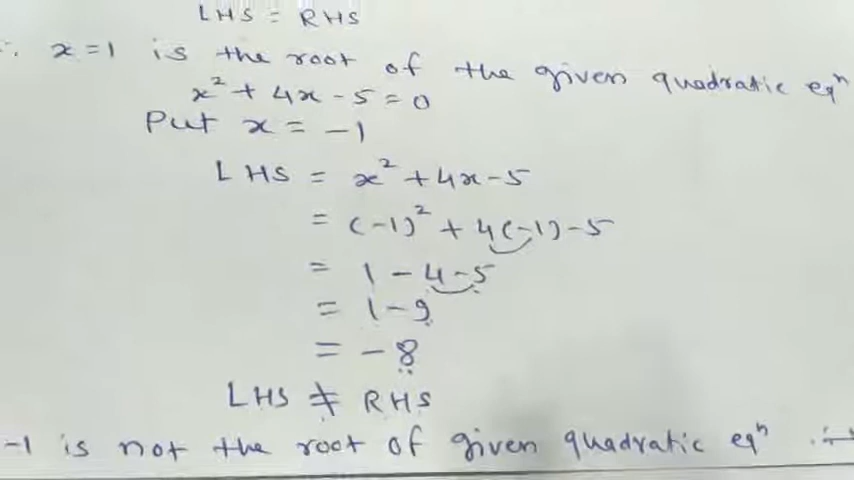 LHS = RHS
∴ x = 1 is the root of the given quadratic eqⁿ
x² + 4x - 5 = 0
Put x = -1
LHS = x² + 4x - 5
= (-1)² + 4(-1) - 5
= 1 - 4 - 5
= 1 - 9
= - 8
LHS ≠ RHS
-1 is not the root of given quadratic eqⁿ